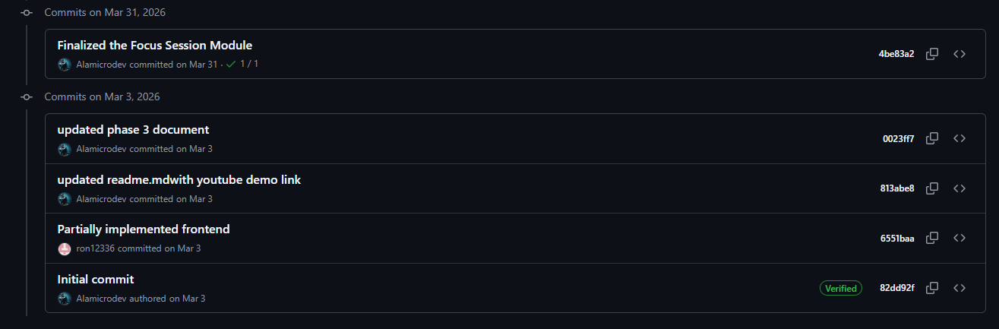 Commits on Mar 31, 2026
Finalized the Focus Session Module
4be83a2
Alamicrodev committed on Mar 31 · ✓ 1 / 1
Commits on Mar 3, 2026
updated phase 3 document
0023ff7
Alamicrodev committed on Mar 3
updated readme.mdwith youtube demo link
813abe8
Alamicrodev committed on Mar 3
Partially implemented frontend
6551baa
ron12336 committed on Mar 3
Initial commit
Verified 82dd92f
Alamicrodev authored on Mar 3